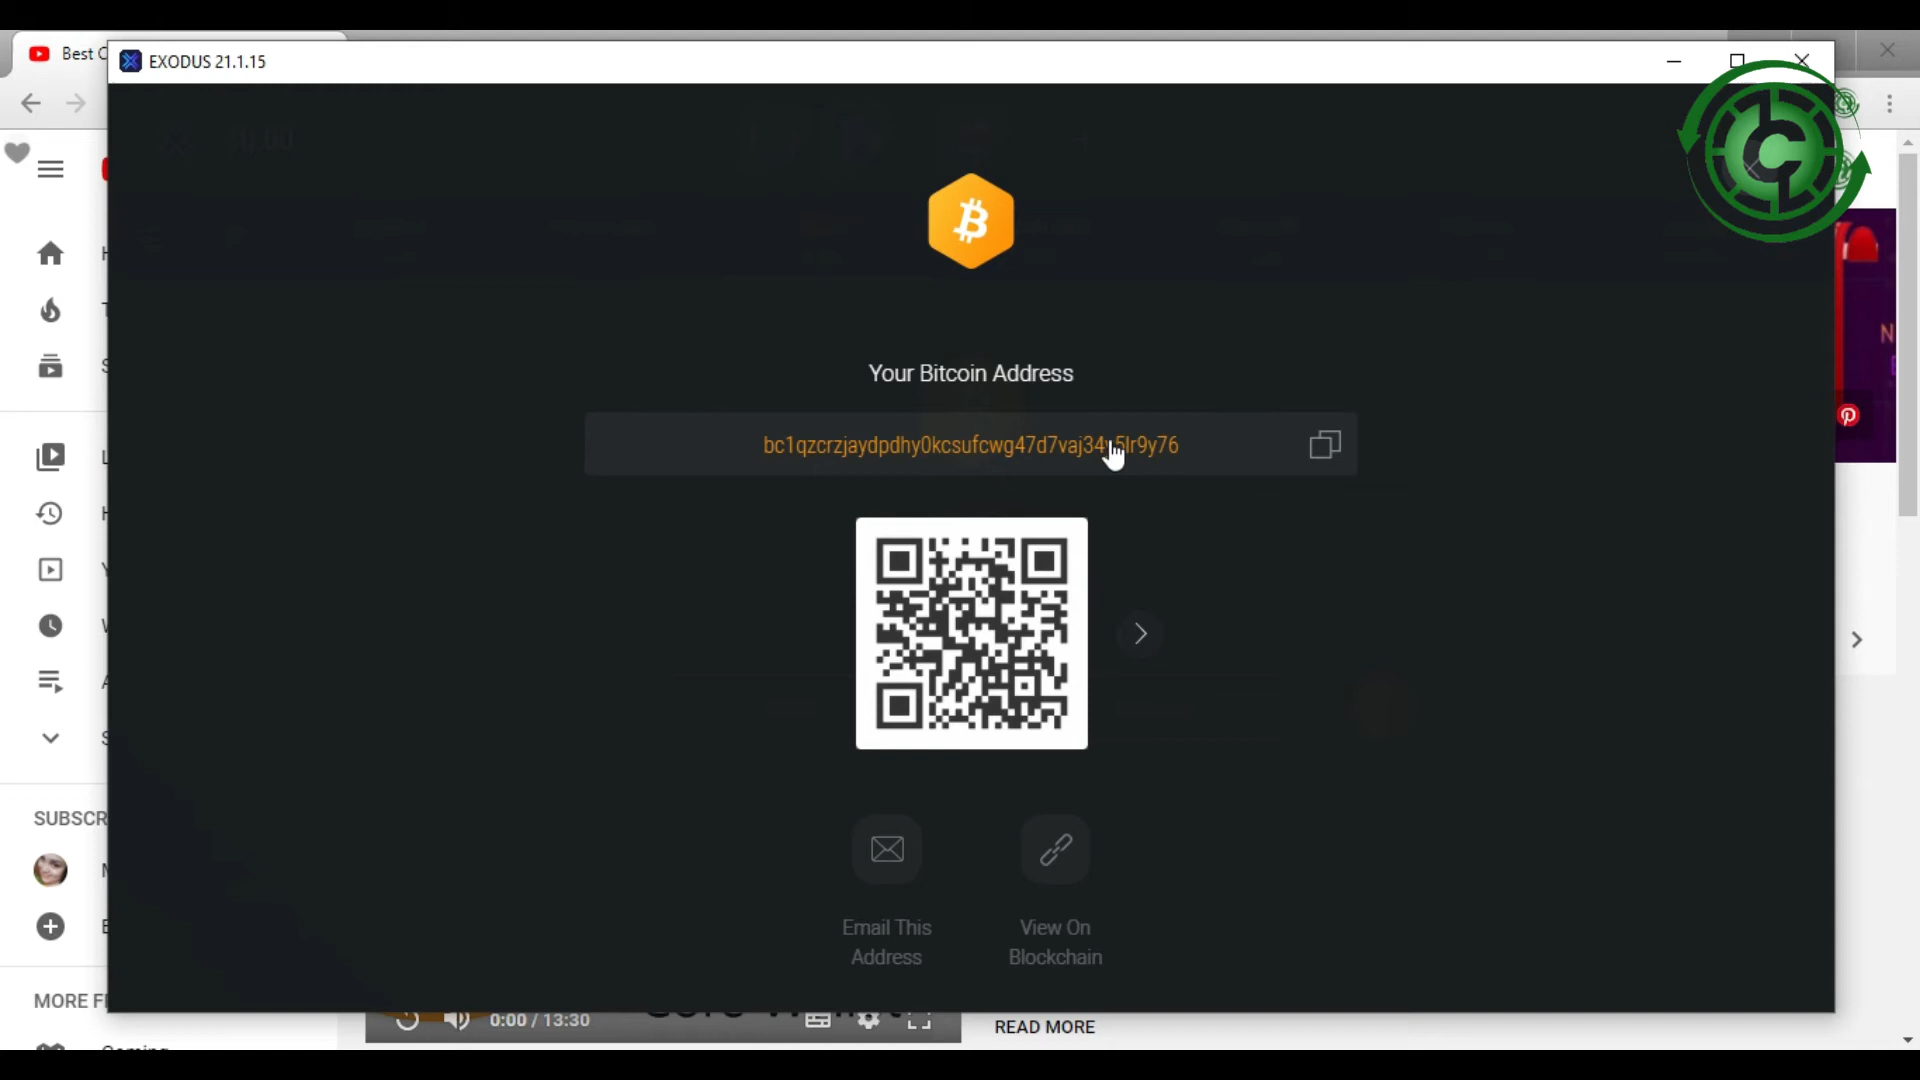 Best C
EXODUS 21.1.15
Your Bitcoin Address
Email This
Address
View On
Blockchain
SUBSCR
MORE F
0:00 / 13:30
READ MORE